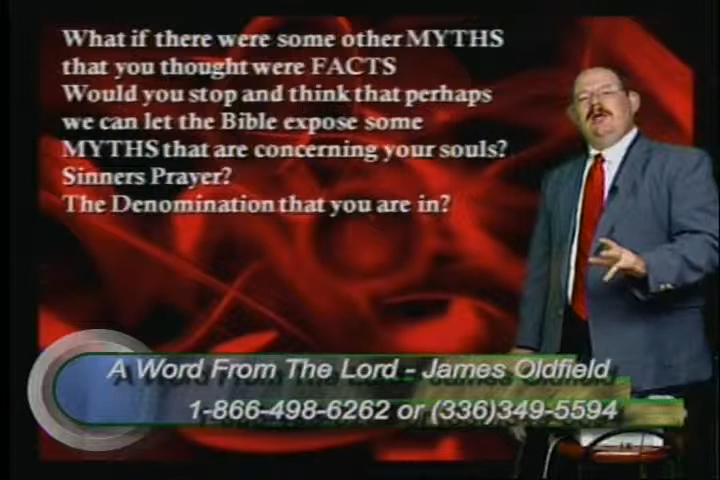 What if there were some other MYTHS
that you thought were FACTS
Would you stop and think that perhaps
we can let the Bible expose some
MYTHS that are concerning your souls?
Sinners Prayer?
The Denomination that you are in?
A Word From The Lord - James Oldfield
1-866-498-6262 or (336)349-5594